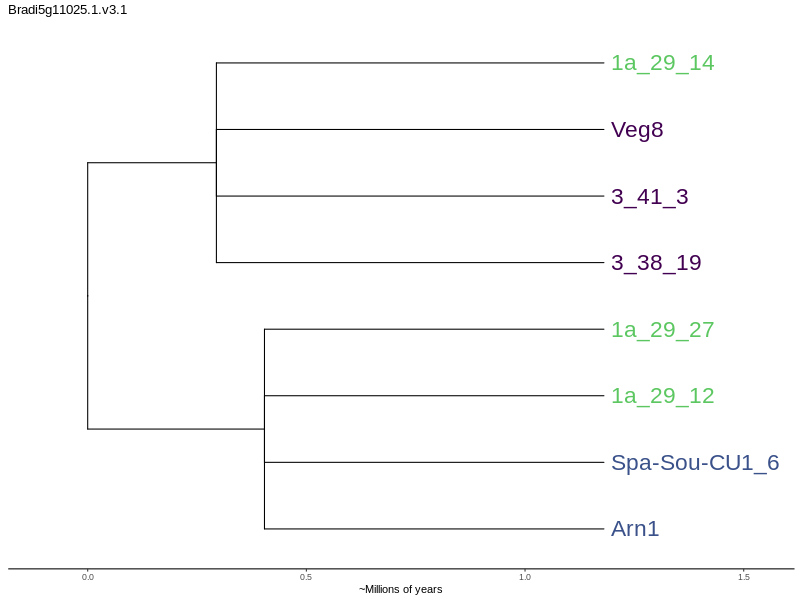 Bradi5g11025.1.v3.1
1a_29_14
Veg8
3_41_3
3_38_19
1a_29_27
1a_29_12
Spa-Sou-CU1_6
Arn1
0.0 0.5 1.0 1.5
~Millions of years